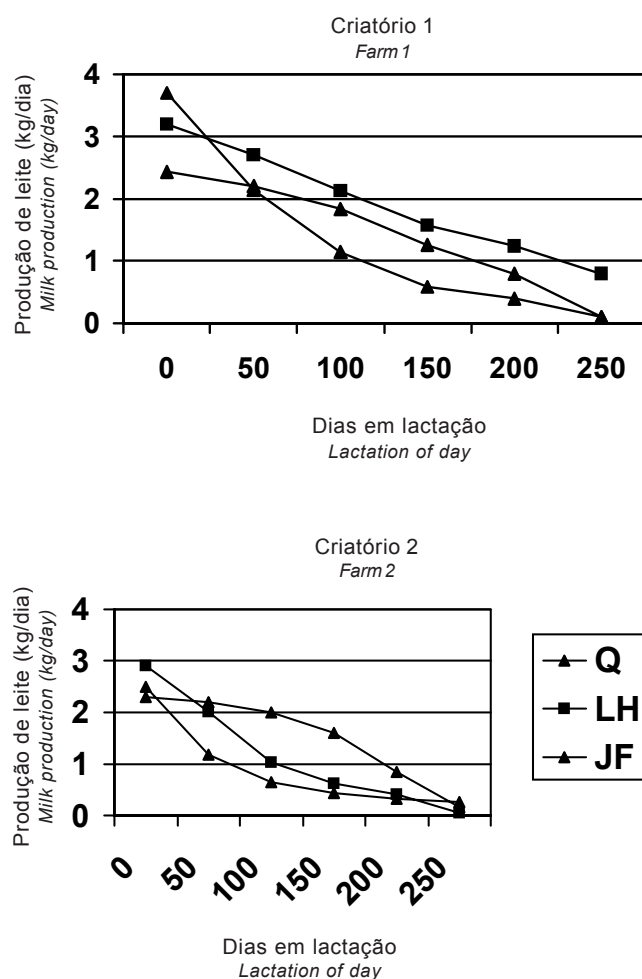 Criatório 1
Farm 1
Produção de leite (kg/dia)
Milk production (kg/day)
4
3
2
1
0
0 50 100 150 200 250
Dias em lactação
Lactation of day
Criatório 2
Farm 2
Produção de leite (kg/dia)
Milk production (kg/day)
4
3
2
1
0
0 50 100 150 200 250
Q
LH
JF
Dias em lactação
Lactation of day